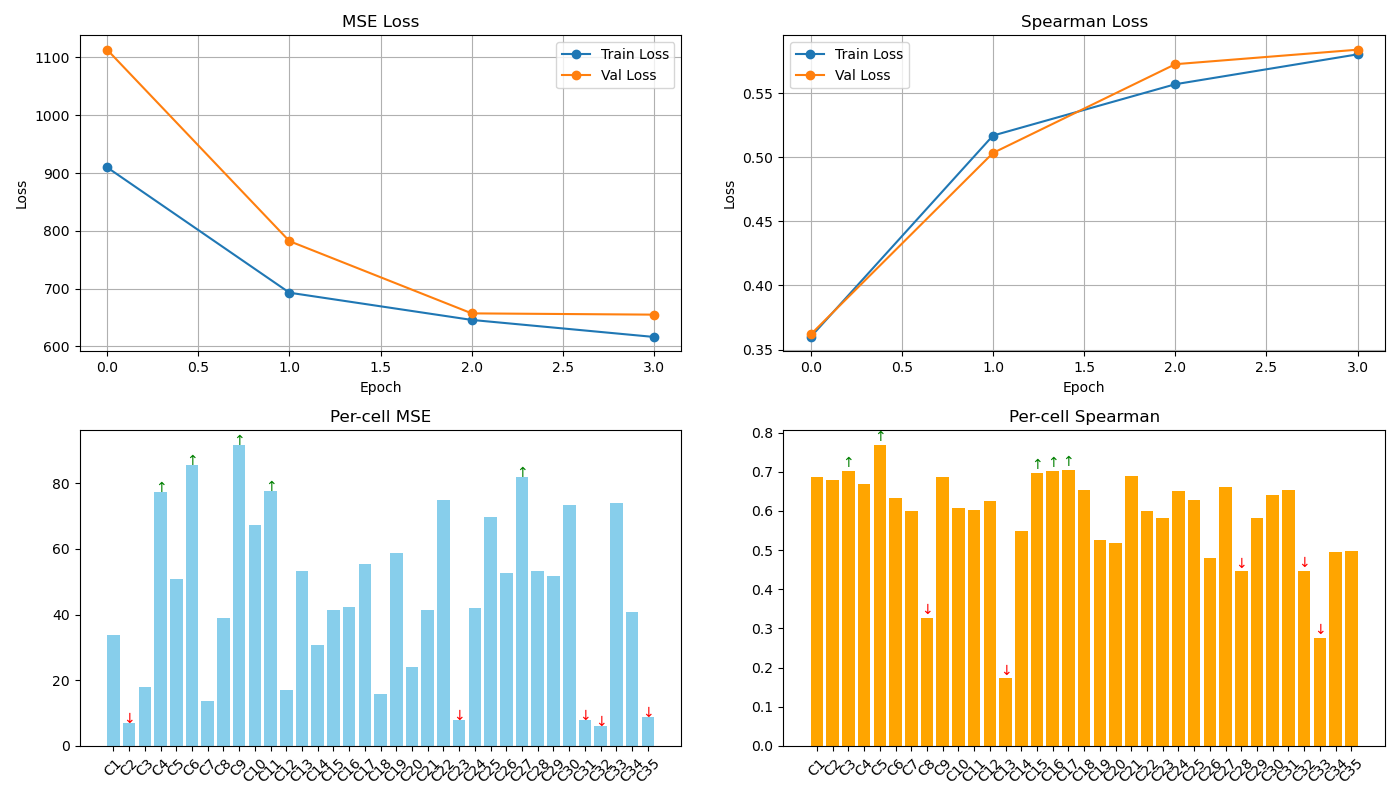 MSE Loss
1100
1000
900
800
700
600
Loss
Train Loss
Val Loss
0.0 0.5 1.0 1.5 2.0 2.5 3.0
Epoch
Spearman Loss
0.55
0.50
0.45
0.40
0.35
Loss
Train Loss
Val Loss
0.0 0.5 1.0 1.5 2.0 2.5 3.0
Epoch
Per-cell MSE
80
60
40
20
0
↓ ↑ ↑ ↑ ↑ ↓ ↑ ↓ ↓ ↓
C1 C2 C3 C4 C5 C6 C7 C8 C9 C10 C11 C12 C13 C14 C15 C16 C17 C18 C19 C20 C21 C22 C23 C24 C25 C26 C27 C28 C29 C30 C31 C32 C33 C34 C35
Per-cell Spearman
0.8
0.7
0.6
0.5
0.4
0.3
0.2
0.1
0.0
↑ ↑ ↓ ↓ ↑ ↑ ↑ ↓ ↓ ↓
C1 C2 C3 C4 C5 C6 C7 C8 C9 C10 C11 C12 C13 C14 C15 C16 C17 C18 C19 C20 C21 C22 C23 C24 C25 C26 C27 C28 C29 C30 C31 C32 C33 C34 C35